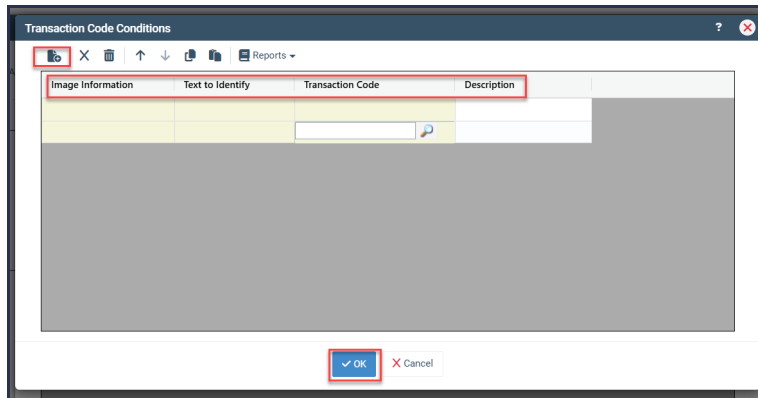 Transaction Code Conditions ?
Reports
Image Information Text to Identify Transaction Code Description
OK Cancel